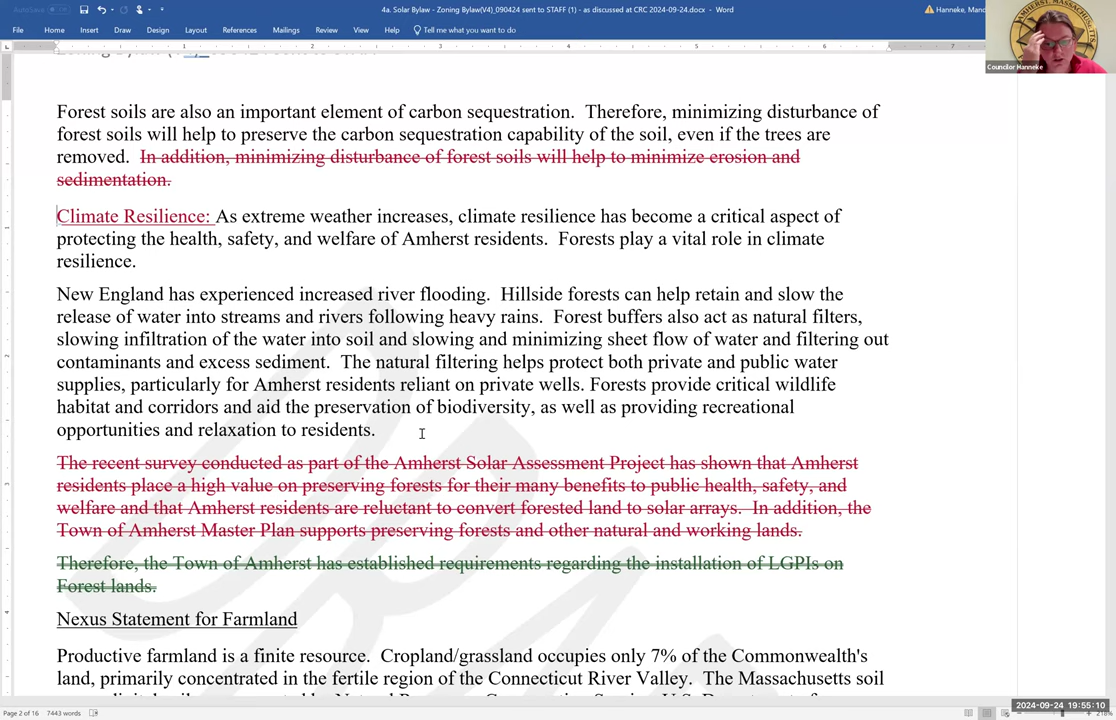 AutoSave
4a. Solar Bylaw - Zoning Bylaw(V4)_090424 sent to STAFF (1) - as discussed at CRC 2024-09-24.docx - Word
Hanneke, Mand
File Home Insert Draw Design Layout References Mailings Review View Help Tell me what you want to do
AMHERST, MASSACHUSETTS
Councilor Hanneke
Forest soils are also an important element of carbon sequestration. Therefore, minimizing disturbance of
forest soils will help to preserve the carbon sequestration capability of the soil, even if the trees are
removed. In addition, minimizing disturbance of forest soils will help to minimize erosion and
sedimentation.
Climate Resilience: As extreme weather increases, climate resilience has become a critical aspect of
protecting the health, safety, and welfare of Amherst residents. Forests play a vital role in climate
resilience.
New England has experienced increased river flooding. Hillside forests can help retain and slow the
release of water into streams and rivers following heavy rains. Forest buffers also act as natural filters,
slowing infiltration of the water into soil and slowing and minimizing sheet flow of water and filtering out
contaminants and excess sediment. The natural filtering helps protect both private and public water
supplies, particularly for Amherst residents reliant on private wells. Forests provide critical wildlife
habitat and corridors and aid the preservation of biodiversity, as well as providing recreational
opportunities and relaxation to residents.
The recent survey conducted as part of the Amherst Solar Assessment Project has shown that Amherst
residents place a high value on preserving forests for their many benefits to public health, safety, and
welfare and that Amherst residents are reluctant to convert forested land to solar arrays. In addition, the
Town of Amherst Master Plan supports preserving forests and other natural and working lands.
Therefore, the Town of Amherst has established requirements regarding the installation of LGPIs on
Forest lands.
Nexus Statement for Farmland
Productive farmland is a finite resource. Cropland/grassland occupies only 7% of the Commonwealth's
land, primarily concentrated in the fertile region of the Connecticut River Valley. The Massachusetts soil
Page 2 of 16 7443 words
2024-09-24 19:55:10